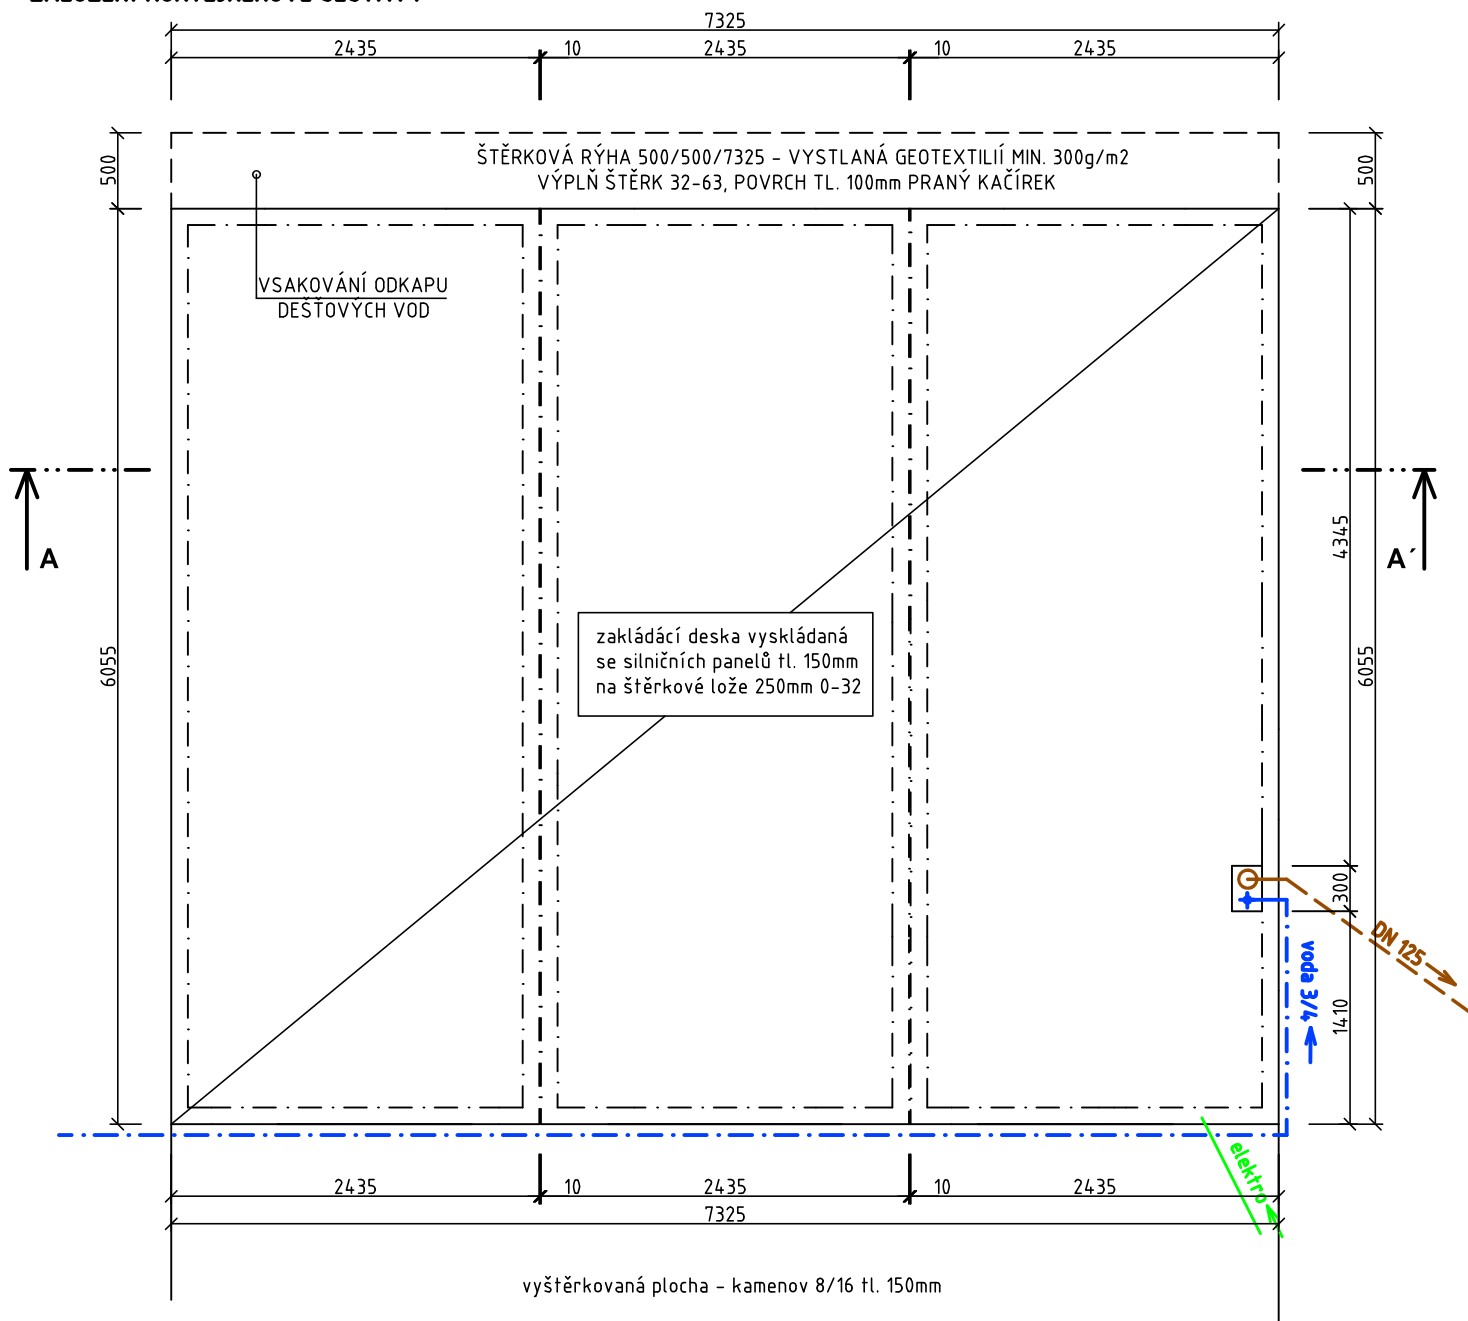 7325
2435 10 2435 10 2435
500
ŠTĚRKOVÁ RÝHA 500/500/7325 - VYSTLANÁ GEOTEXTILIÍ MIN. 300g/m2
VÝPLŇ ŠTĚRK 32-63, POVRCH TL. 100mm PRANÝ KAČÍREK
500
VSAKOVÁNÍ ODKAPU
DEŠŤOVÝCH VOD
A
A´
4345
zakládácí deska vyskládaná
se silničních panelů tl. 150mm
na štěrkové lože 250mm 0-32
6055
6055
300
DN 125
voda 3/4
1410
elektro
2435 10 2435 10 2435
7325
vyštěrkovaná plocha - kamenov 8/16 tl. 150mm